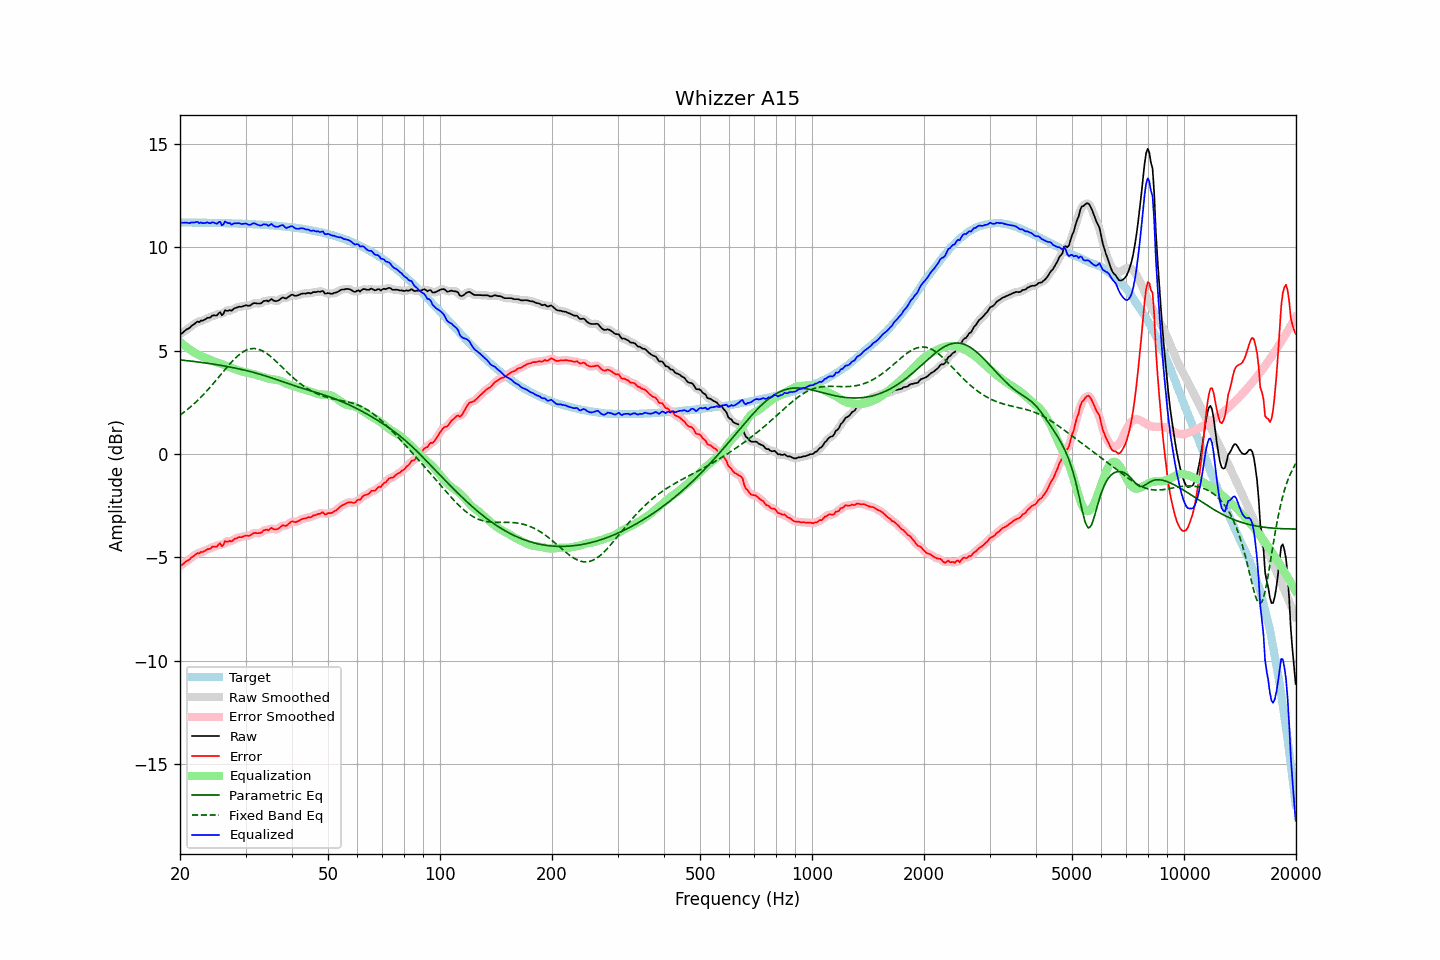 Whizzer A15
15
10
5
0
−5
−10
−15
Amplitude (dBr)
Target
Raw Smoothed
Error Smoothed
Raw
Error
Equalization
Parametric Eq
Fixed Band Eq
Equalized
20 50 100 200 500 1000 2000 5000 10000 20000
Frequency (Hz)